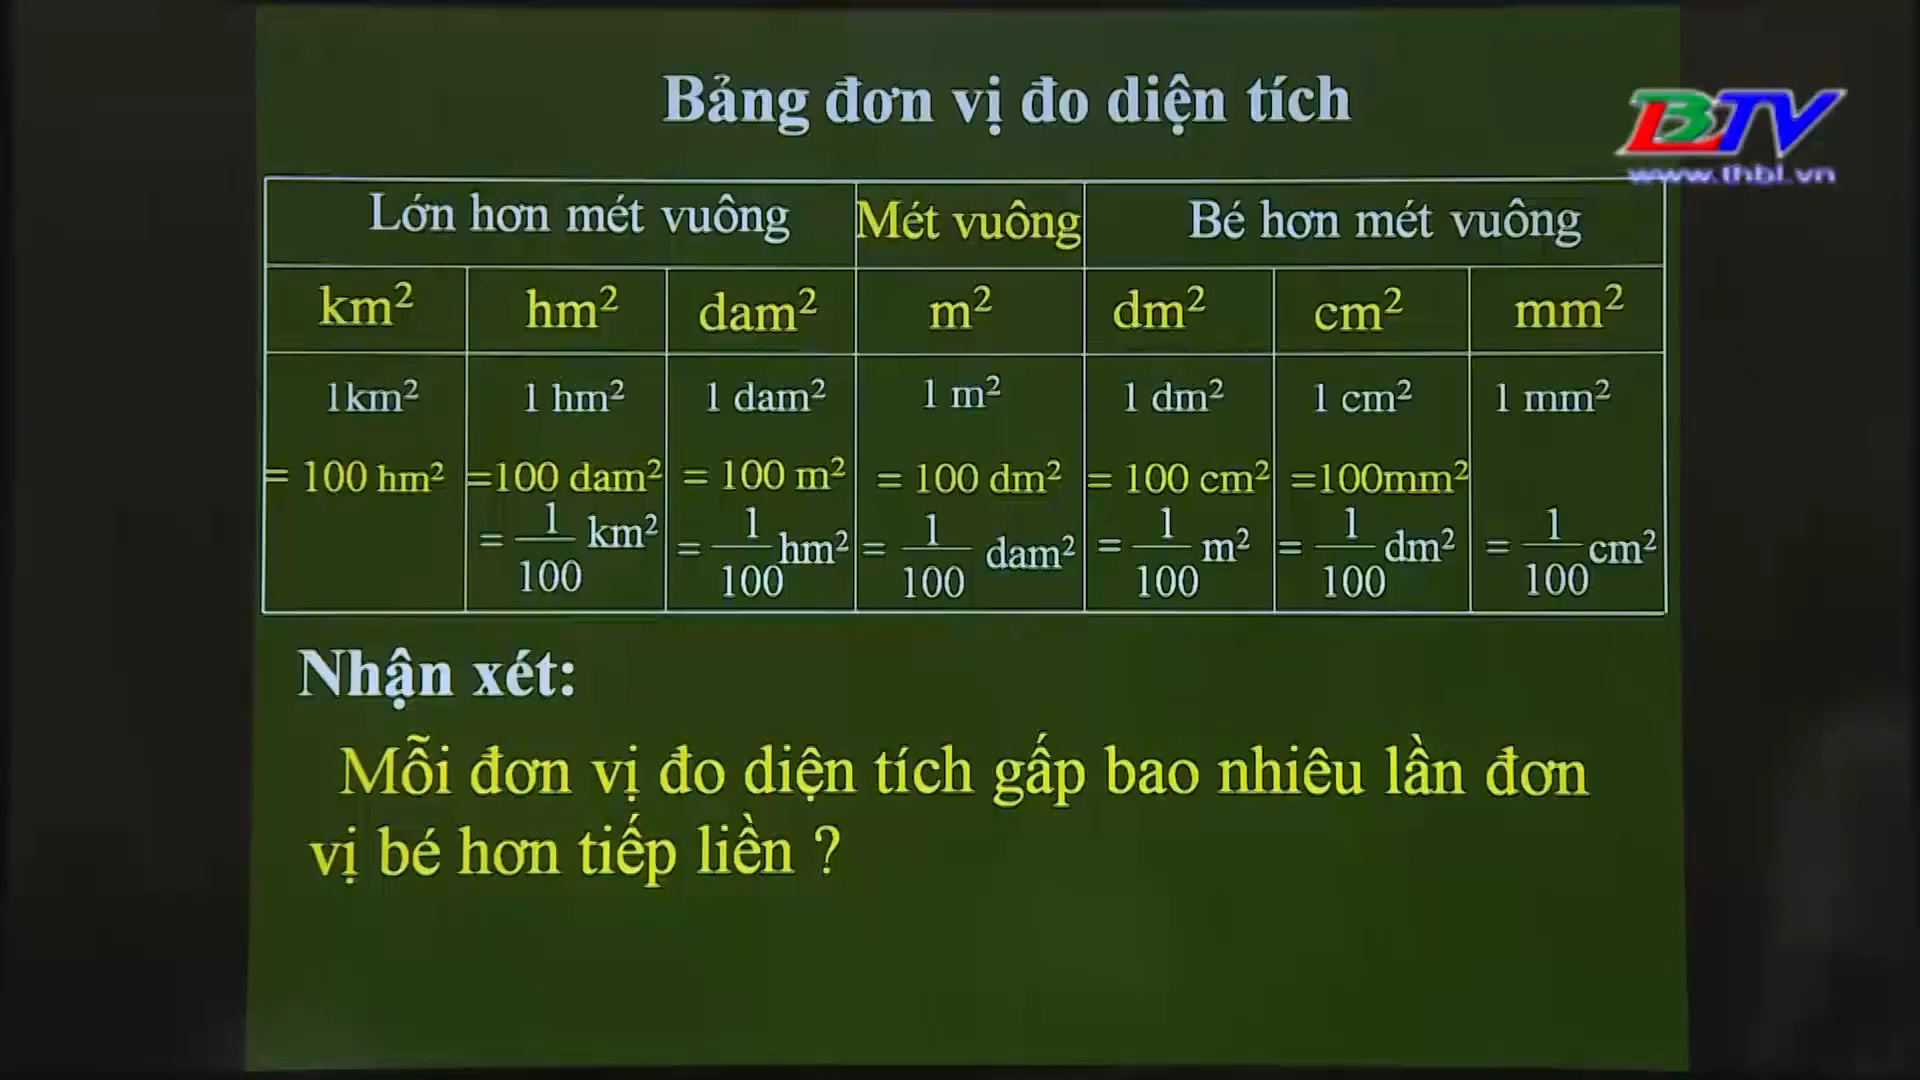 Bảng đơn vị đo diện tích
BTV
www.thbl.vn
Lớn hơn mét vuông Mét vuông Bé hơn mét vuông
km² hm² dam² m² dm² cm² mm²
1km² 1 hm² 1 dam² 1 m² 1 dm² 1 cm² 1 mm²
= 100 hm² =100 dam² = 100 m² = 100 dm² = 100 cm² =100mm²
= 1/100 km² = 1/100 hm² = 1/100 dam² = 1/100 m² = 1/100 dm² = 1/100 cm²
Nhận xét:
Mỗi đơn vị đo diện tích gấp bao nhiêu lần đơn
vị bé hơn tiếp liền ?